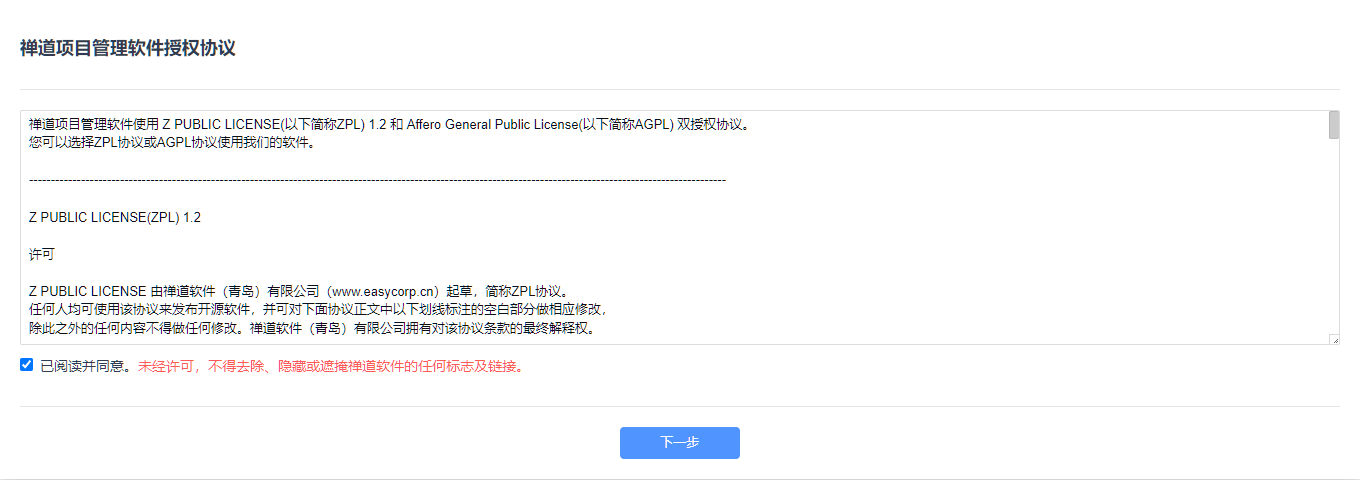 禅道项目管理软件授权协议
禅道项目管理软件使用 Z PUBLIC LICENSE(以下简称ZPL) 1.2 和 Affero General Public License(以下简称AGPL) 双授权协议。
您可以选择ZPL协议或AGPL协议使用我们的软件。
---------------------------------------------------------------------------------------------------------------------------------------------------------------
Z PUBLIC LICENSE(ZPL) 1.2
许可
Z PUBLIC LICENSE 由禅道软件（青岛）有限公司（www.easycorp.cn）起草，简称ZPL协议。
任何人均可使用该协议来发布开源软件，并可对下面协议正文中以下划线标注的空白部分做相应修改，
除此之外的任何内容不得做任何修改。禅道软件（青岛）有限公司拥有对该协议条款的最终解释权。
已阅读并同意。未经许可，不得去除、隐藏或遮掩禅道软件的任何标志及链接。
下一步